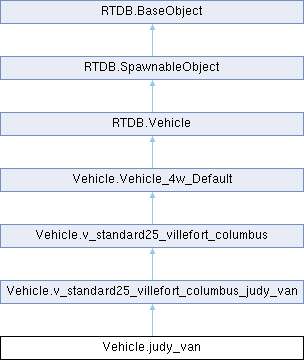 RTDB.BaseObject
RTDB.SpawnableObject
RTDB.Vehicle
Vehicle.Vehicle_4w_Default
Vehicle.v_standard25_villefort_columbus
Vehicle.v_standard25_villefort_columbus_judy_van
Vehicle.judy_van